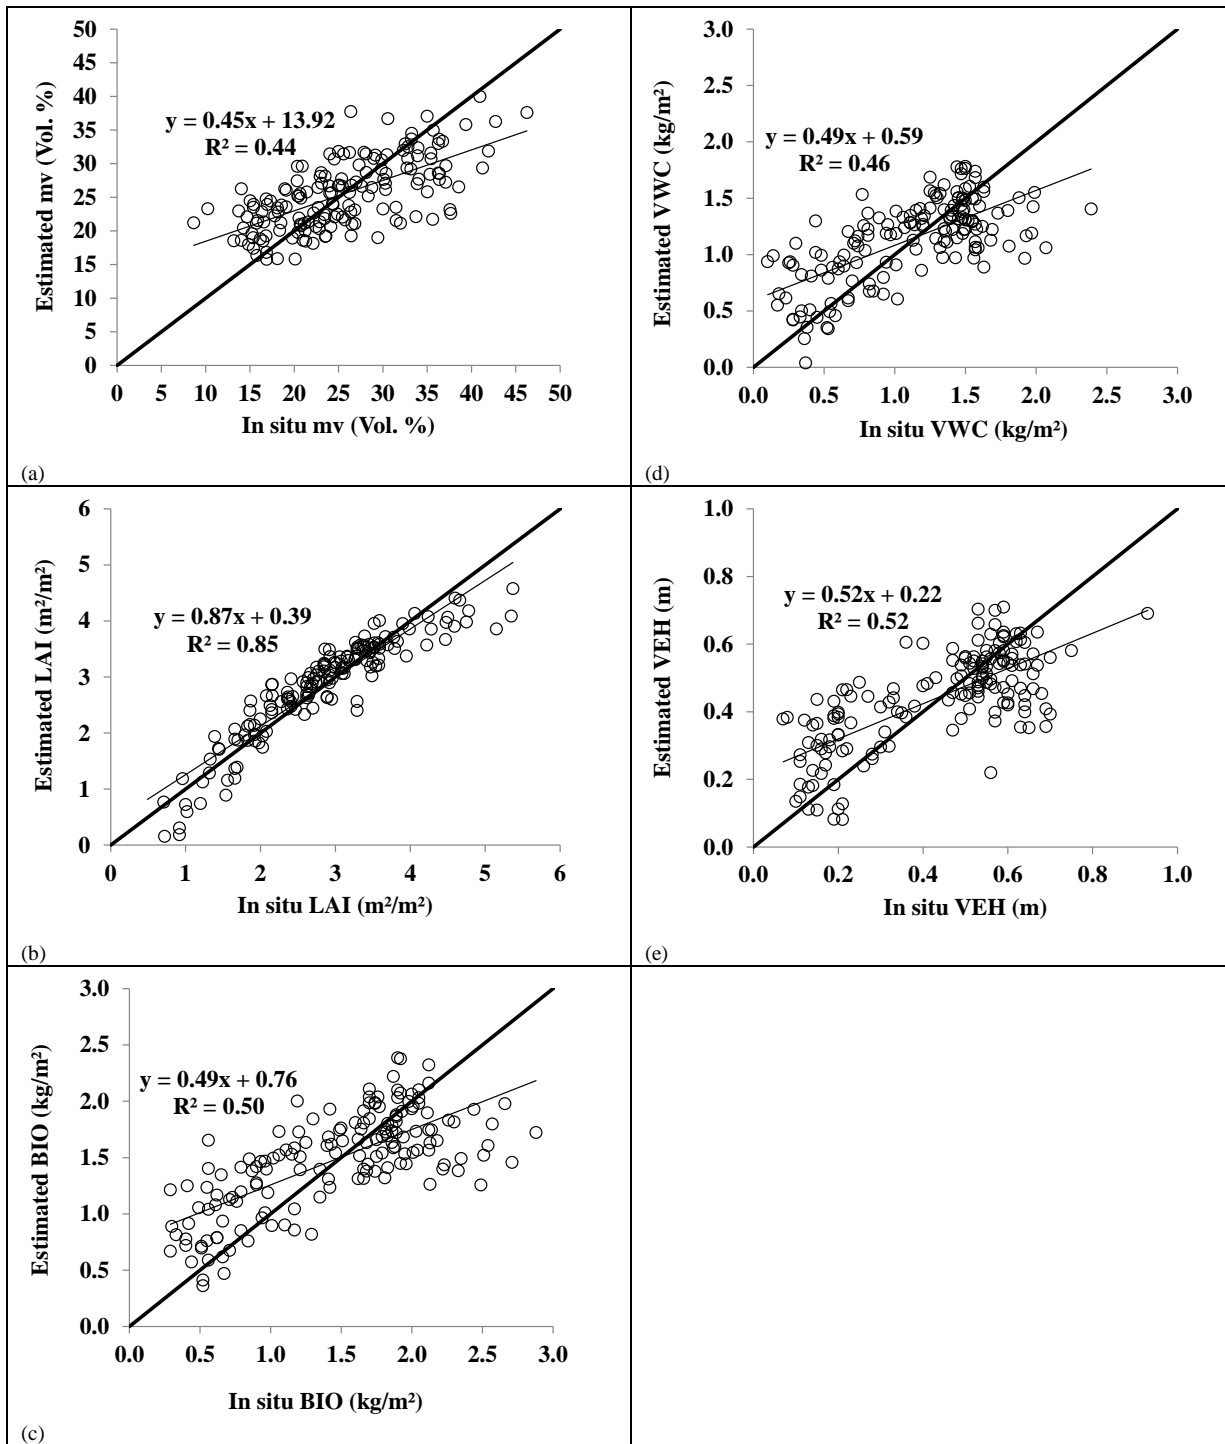 50
45
40
35
30
25
20
15
10
5
0
Estimated mv (Vol. %)
y = 0.45x + 13.92
R² = 0.44
0 5 10 15 20 25 30 35 40 45 50
In situ mv (Vol. %)
(a)
3.0
2.5
2.0
1.5
1.0
0.5
0.0
Estimated VWC (kg/m²)
y = 0.49x + 0.59
R² = 0.46
0.0 0.5 1.0 1.5 2.0 2.5 3.0
In situ VWC (kg/m²)
(d)
6
5
4
3
2
1
0
Estimated LAI (m²/m²)
y = 0.87x + 0.39
R² = 0.85
0 1 2 3 4 5 6
In situ LAI (m²/m²)
(b)
1.0
0.8
0.6
0.4
0.2
0.0
Estimated VEH (m)
y = 0.52x + 0.22
R² = 0.52
0.0 0.2 0.4 0.6 0.8 1.0
In situ VEH (m)
(e)
3.0
2.5
2.0
1.5
1.0
0.5
0.0
Estimated BIO (kg/m²)
y = 0.49x + 0.76
R² = 0.50
0.0 0.5 1.0 1.5 2.0 2.5 3.0
In situ BIO (kg/m²)
(c)